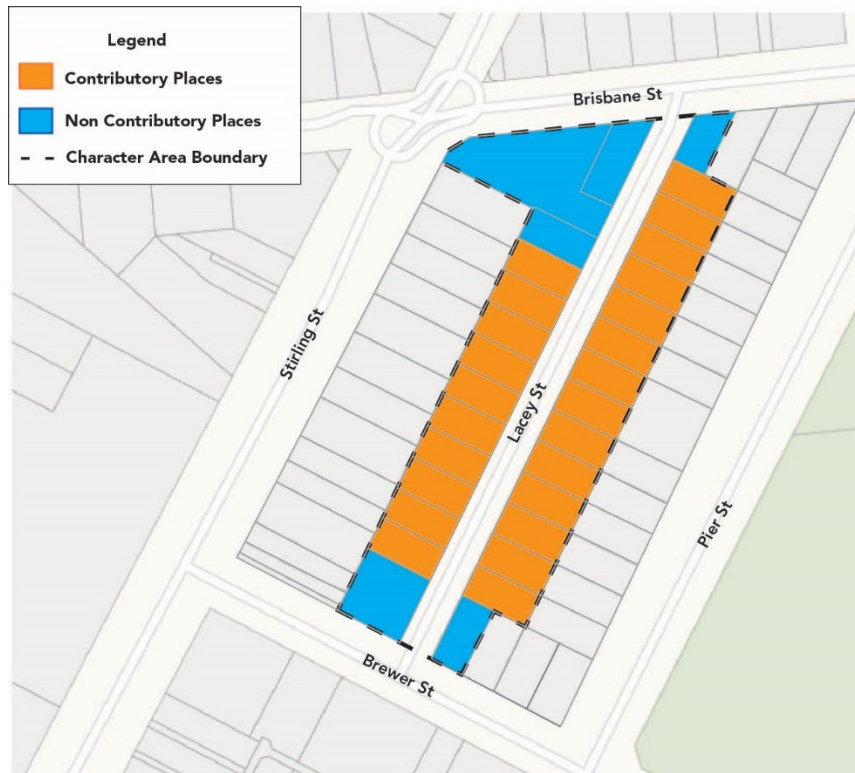 Legend
Contributory Places
Non Contributory Places
Character Area Boundary
Brisbane St
Stirling St
Lacey St
Pier St
Brewer St